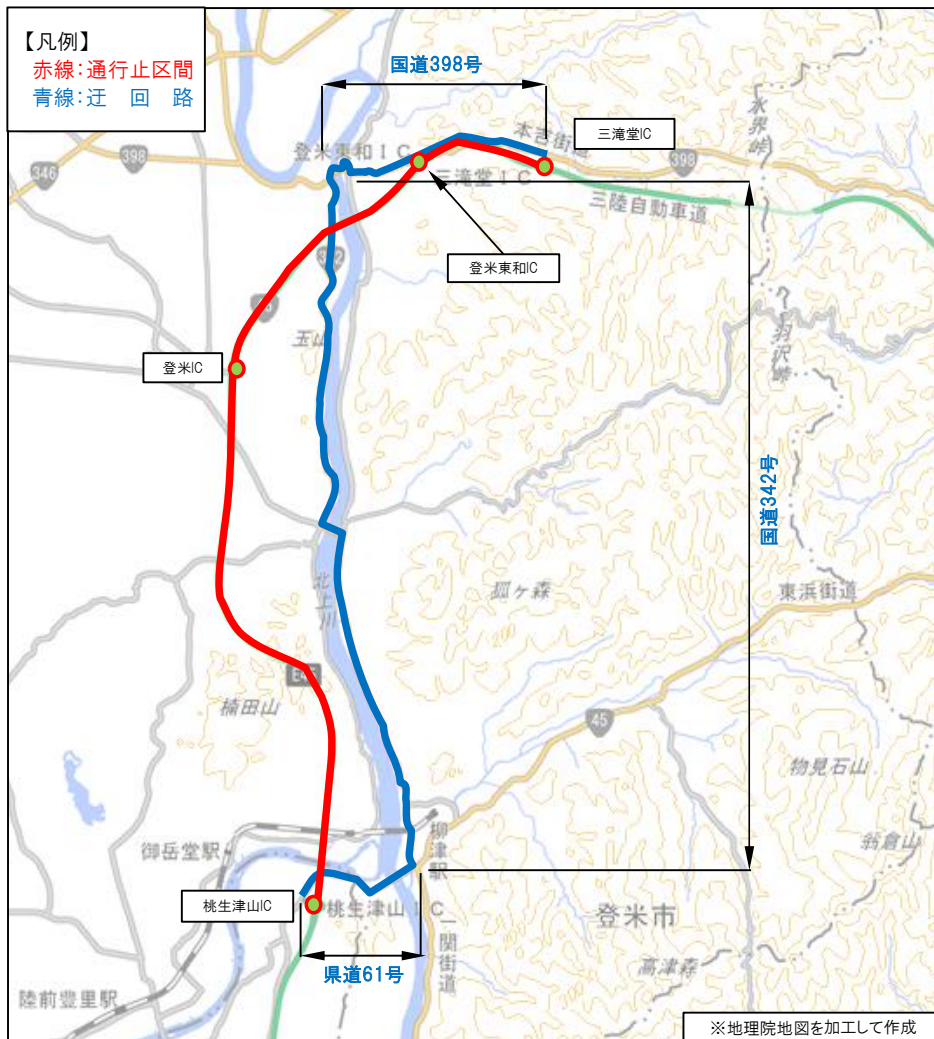 【凡例】
赤線:通行止区間
青線:迂 回 路
国道398号
三滝堂IC
本吉街道
水界峠
登米東和IC
398
346
398
三滝堂IC
三陸自動車道
登米東和IC
342
羽沢峠
玉山
登米IC
国道342号
北上川
狐ヶ森
東浜街道
E45
楠田山
45
物見石山
翁倉山
柳津駅
御岳堂駅
桃生津山IC
桃生津山IC
登米市
一関街道
県道61号
高津森
陸前豊里駅
※地理院地図を加工して作成